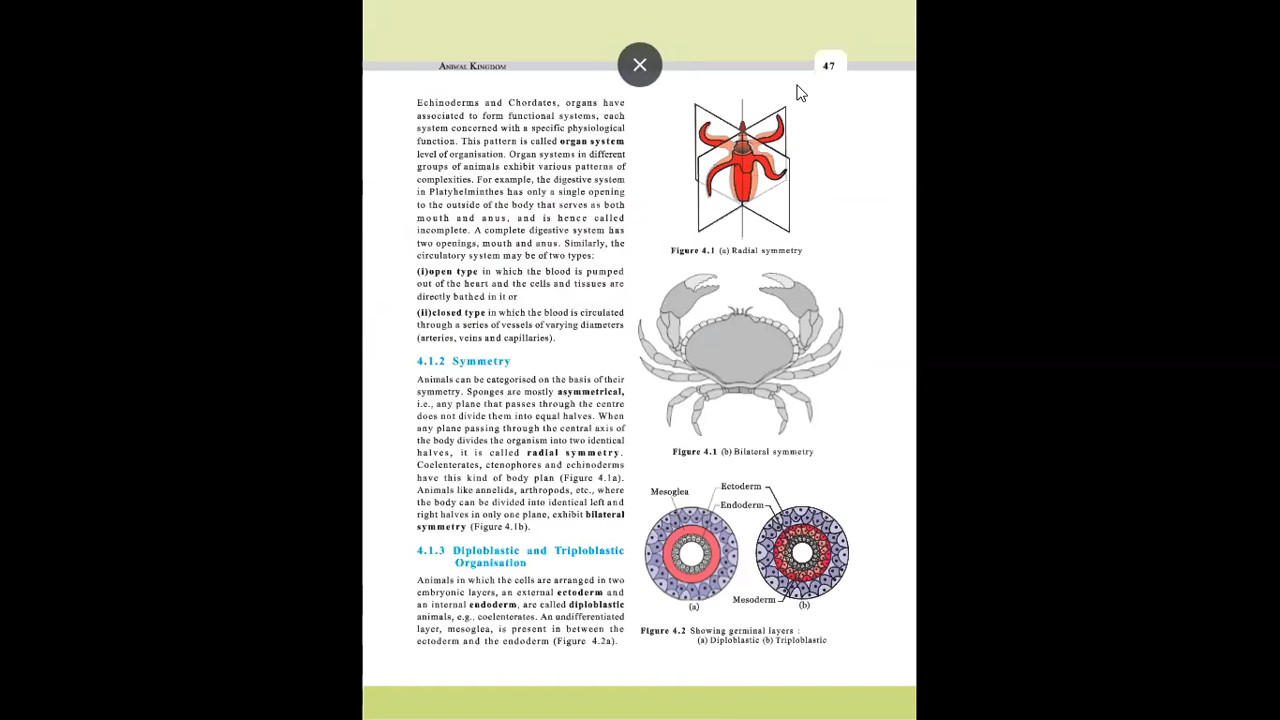 ANIMAL KINGDOM
47
Echinoderms and Chordates, organs have
associated to form functional systems, each
system concerned with a specific physiological
function. This pattern is called organ system
level of organisation. Organ systems in different
groups of animals exhibit various patterns of
complexities. For example, the digestive system
in Platyhelminthes has only a single opening
to the outside of the body that serves as both
mouth and anus, and is hence called
incomplete. A complete digestive system has
two openings, mouth and anus. Similarly, the
circulatory system may be of two types:
(i)open type in which the blood is pumped
out of the heart and the cells and tissues are
directly bathed in it or
(ii)closed type in which the blood is circulated
through a series of vessels of varying diameters
(arteries, veins and capillaries).
4.1.2 Symmetry
Animals can be categorised on the basis of their
symmetry. Sponges are mostly asymmetrical,
i.e., any plane that passes through the centre
does not divide them into equal halves. When
any plane passing through the central axis of
the body divides the organism into two identical
halves, it is called radial symmetry.
Coelenterates, ctenophores and echinoderms
have this kind of body plan (Figure 4.1a).
Animals like annelids, arthropods, etc., where
the body can be divided into identical left and
right halves in only one plane, exhibit bilateral
symmetry (Figure 4.1b).
4.1.3 Diploblastic and Triploblastic
Organisation
Animals in which the cells are arranged in two
embryonic layers, an external ectoderm and
an internal endoderm, are called diploblastic
animals, e.g., coelenterates. An undifferentiated
layer, mesoglea, is present in between the
ectoderm and the endoderm (Figure 4.2a).
Figure 4.1 (a) Radial symmetry
Figure 4.1 (b) Bilateral symmetry
Ectoderm
Mesoglea
Endoderm
Mesoderm
(a)
(b)
Figure 4.2 Showing germinal layers :
(a) Diploblastic (b) Triploblastic